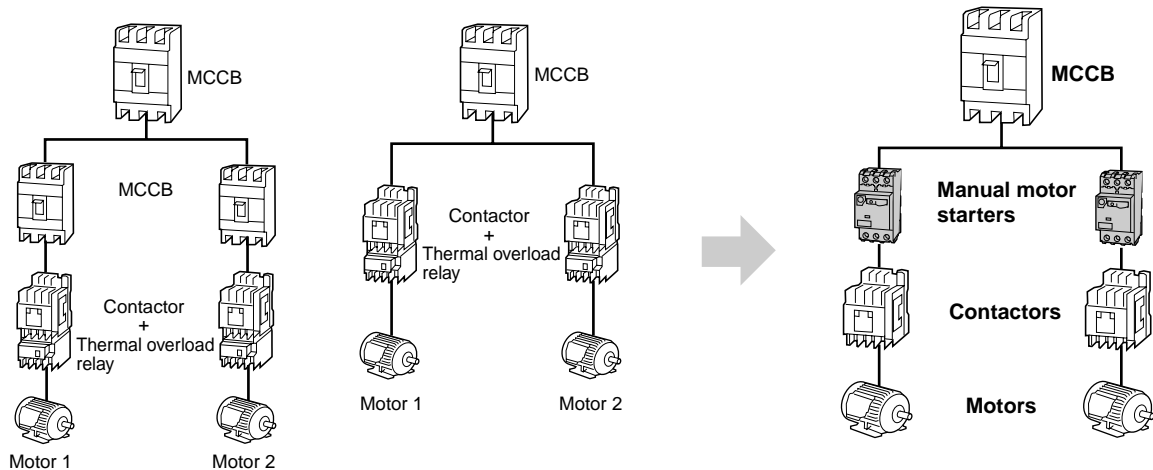 MCCB
MCCB
Contactor
+
Thermal overload
relay
Motor 1
Motor 2
MCCB
Contactor
+
Thermal overload
relay
Motor 1
Motor 2
MCCB
Manual motor
starters
Contactors
Motors